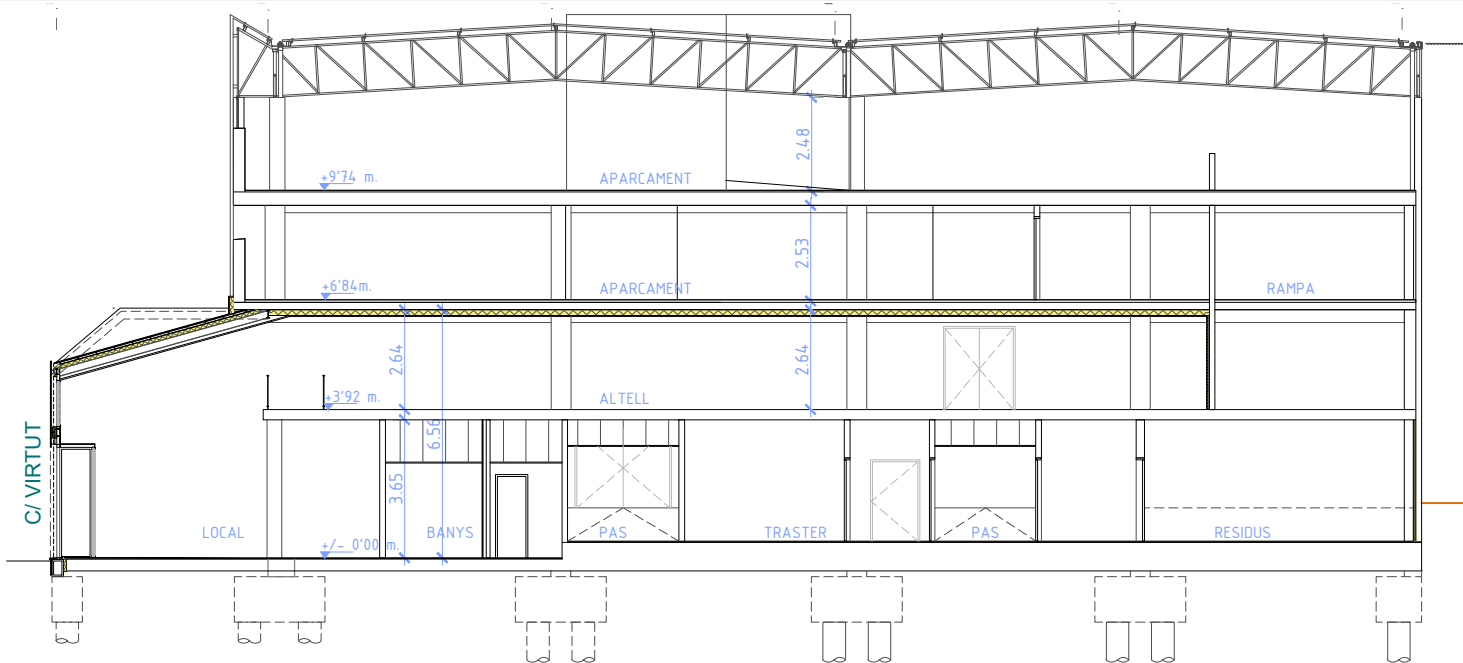 2.48
+9'74 m.
APARCAMENT
2.53
+6'84m.
APARCAMENT
RAMPA
2.64
2.64
+3'92 m.
ALTELL
6.56
3.65
C/ VIRTUT
LOCAL
BANYS
PAS
TRASTER
PAS
RESIDUS
+/- 0'00 m.